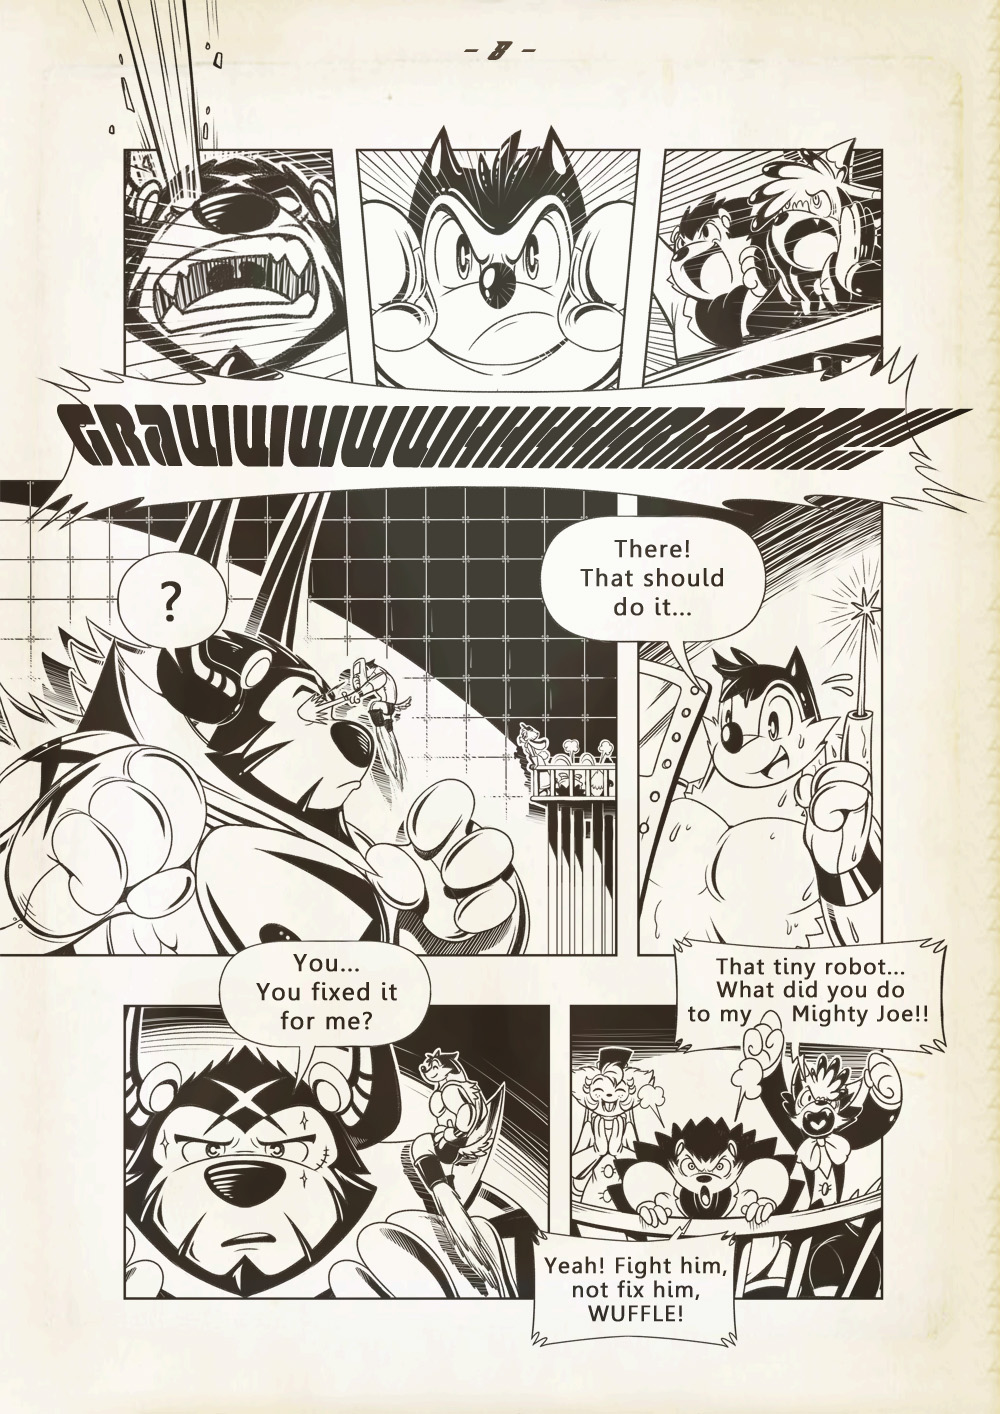 - 8 -
GRAWUUUUUUHHHHHRRRRRR!!
?
There!
That should
do it...
You...
You fixed it
for me?
That tiny robot...
What did you do
to my Mighty Joe!!
Yeah! Fight him,
not fix him,
WUFFLE!